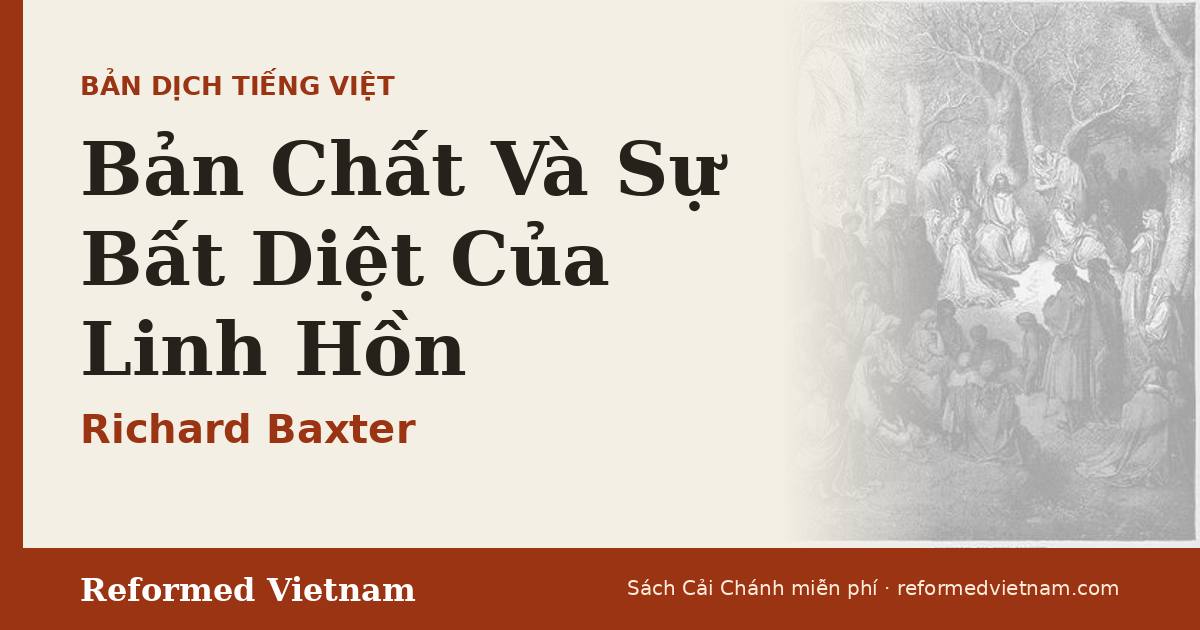 BẢN DỊCH TIẾNG VIỆT
Bản Chất Và Sự
Bất Diệt Của
Linh Hồn
Richard Baxter
Reformed Vietnam
Sách Cải Chánh miễn phí · reformedvietnam.com